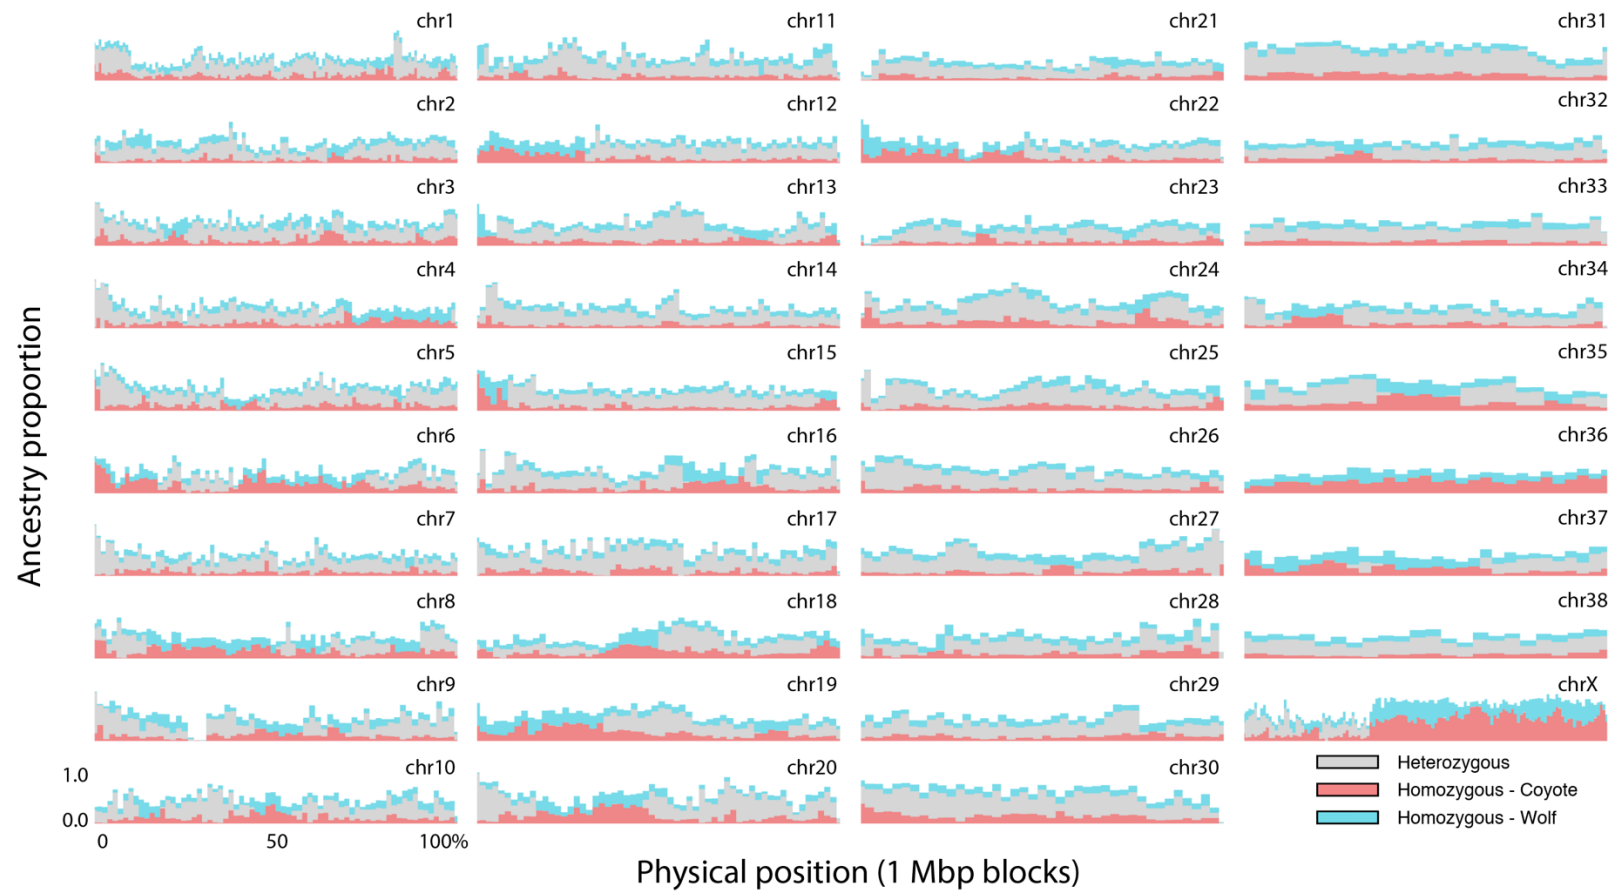 chr1 chr11 chr21 chr31
chr2 chr12 chr22 chr32
chr3 chr13 chr23 chr33
chr4 chr14 chr24 chr34
chr5 chr15 chr25 chr35
chr6 chr16 chr26 chr36
chr7 chr17 chr27 chr37
chr8 chr18 chr28 chr38
chr9 chr19 chr29 chrX
chr10 chr20 chr30
Ancestry proportion
1.0
0.0
0 50 100%
Physical position (1 Mbp blocks)
Heterozygous
Homozygous - Coyote
Homozygous - Wolf